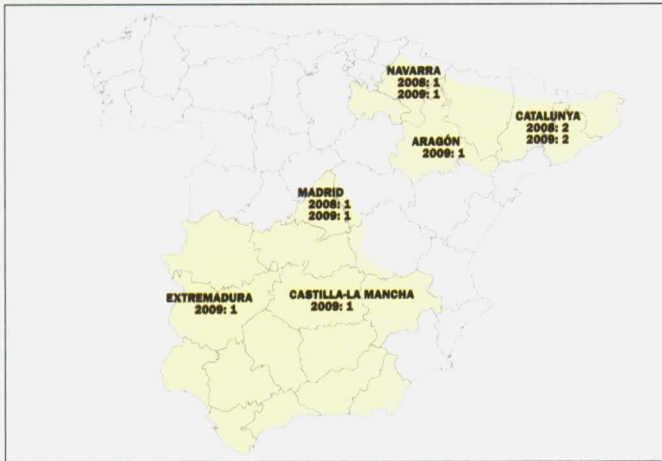 NAVARRA
2008: 1
2009: 1
CATALUNYA
2008: 2
2009: 2
ARAGÓN
2009: 1
MADRID
2008: 1
2009: 1
EXTREMADURA
2009: 1
CASTILLA-LA MANCHA
2009: 1